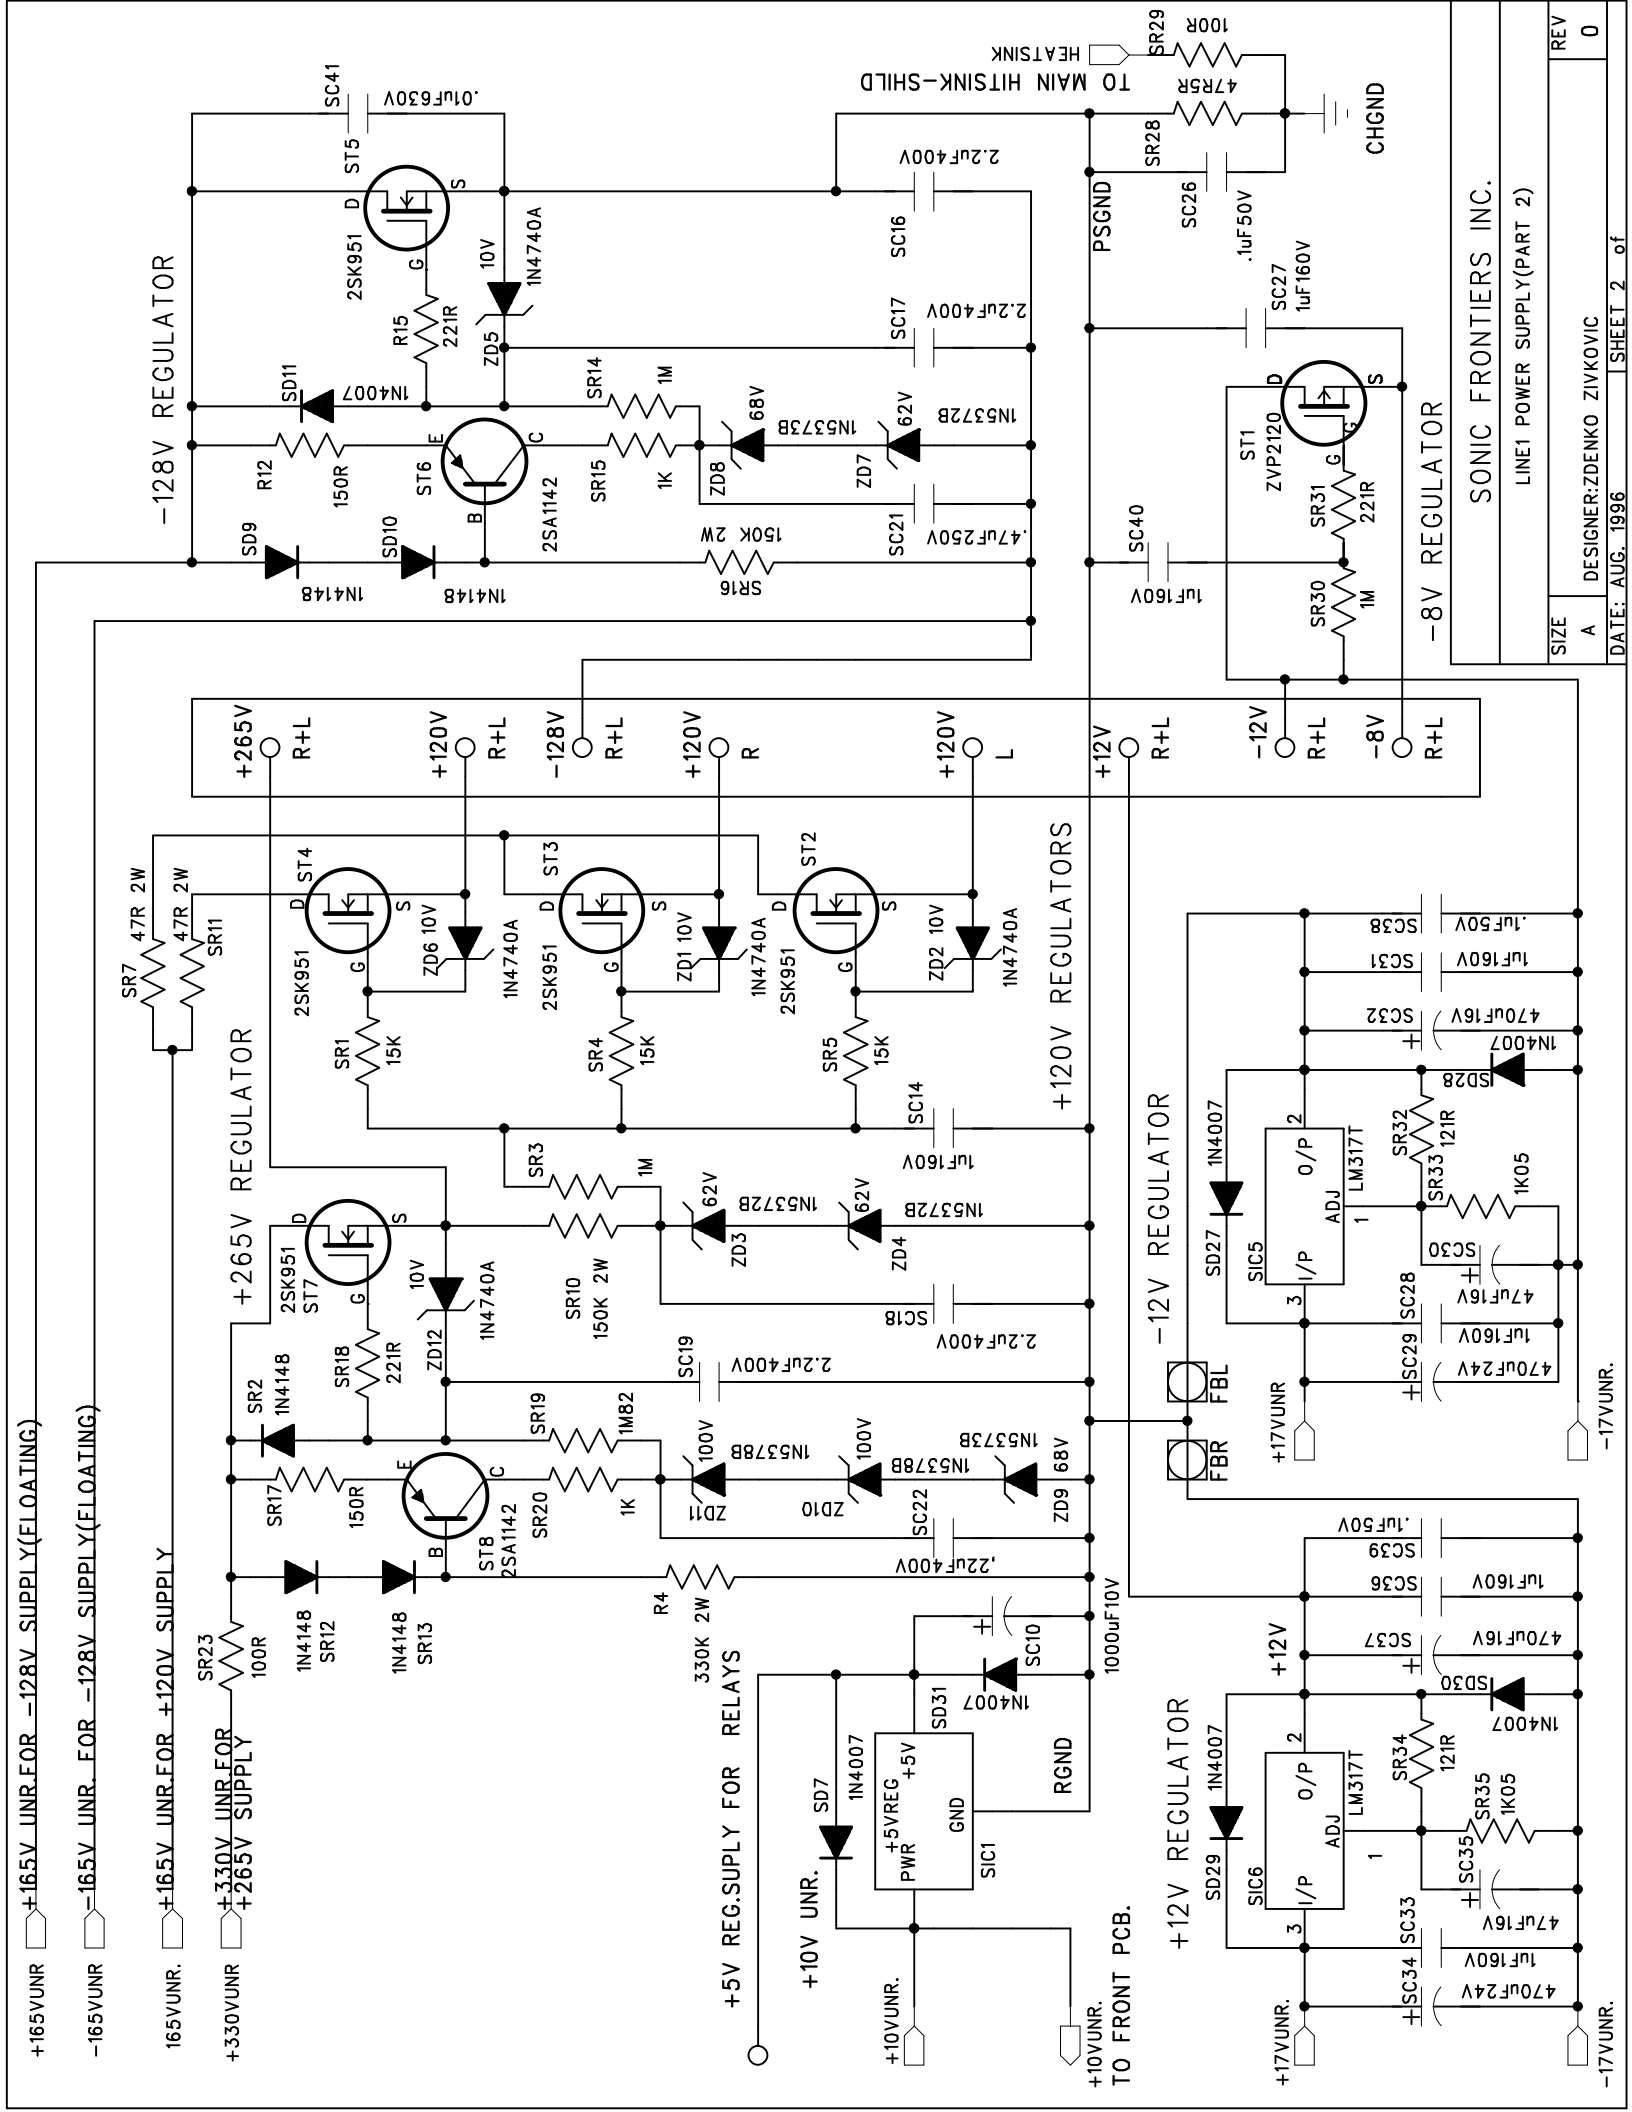 +165VUNR
+165V UNR.FOR -128V SUPPLY(FLOATING)
-165VUNR
-165V UNR. FOR -128V SUPPLY(FLOATING)
165VUNR.
+165V UNR.FOR +120V SUPPLY
+330VUNR
+330V UNR.FOR
+265V SUPPLY
SR23
100R
+265V REGULATOR
SR12
1N4148
SR13
1N4148
SR17
150R
SR2
1N4148
ST8
2SA1142
B
E
C
SR18
221R
2SK951
ST7
D
G
S
10V
ZD12
1N4740A
SR19
1M82
SR20
1K
ZD11
100V
1N5378B
ZD10
100V
1N5378B
ZD9 68V
1N5373B
SC22
,22uF400V
R4
330K 2W
SC19
2.2uF400V
SR10
150K 2W
SR3
1M
ZD3
62V
1N5372B
ZD4
62V
1N5372B
SC18
2.2uF400V
SC14
1uF160V
+120V REGULATORS
SR7
47R 2W
47R 2W
SR11
SR1
15K
2SK951
ST4
D
G
S
ZD6 10V
1N4740A
SR4
15K
2SK951
ST3
D
G
S
ZD1 10V
1N4740A
SR5
15K
2SK951
ST2
D
G
S
ZD2 10V
1N4740A
+265V
R+L
+120V
R+L
-128V
R+L
+120V
R
+120V
L
+12V
R+L
-12V
R+L
-8V
R+L
-128V REGULATOR
SD9
1N4148
SD10
1N4148
R12
150R
SD11
1N4007
ST6
2SA1142
B
E
C
R15
221R
2SK951
ST5
D
G
S
SC41
.01uF630V
10V
ZD5
1N4740A
SR14
1M
SR15
1K
SR16
150K 2W
ZD8
68V
1N5373B
ZD7
62V
1N5372B
SC21
.47uF250V
SC17
2.2uF400V
SC16
2.2uF400V
PSGND
TO MAIN HITSINK-SHILD
HEATSINK
SR29
100R
SR28
47R5R
SC26
.1uF50V
CHGND
SC27
1uF160V
SC40
1uF160V
ST1
ZVP2120
D
G
G
S
SR31
221R
SR30
1M
-8V REGULATOR
+5V REG.SUPLY FOR RELAYS
+10V UNR.
SD7
1N4007
PWR
+5VREG
+5V
GND
SIC1
SD31
1N4007
SC10
1000uF10V
RGND
+10VUNR.
+10VUNR.
TO FRONT PCB.
FBR
FBL
-12V REGULATOR
SD27
1N4007
SIC5
I/P
O/P
ADJ
LM317T
1
2
3
SR32
121R
SR33
1K05
SC30
47uF16V
SC28
1uF160V
SC29
470uF24V
SD28
1N4007
SC32
470uF16V
SC31
1uF160V
SC38
.1uF50V
+17VUNR
-17VUNR.
+12V REGULATOR
+12V
SD29
1N4007
SIC6
I/P
O/P
ADJ
LM317T
1
2
3
SR34
121R
SR35
1K05
SC35
47uF16V
SC33
1uF160V
SC34
470uF24V
SD30
1N4007
SC37
470uF16V
SC36
1uF160V
SC39
.1uF50V
+17VUNR.
-17VUNR.
SONIC FRONTIERS INC.
LINE1 POWER SUPPLY(PART 2)
SIZE
A
DESIGNER:ZDENKO ZIVKOVIC
REV
0
DATE: AUG. 1996
SHEET 2 of